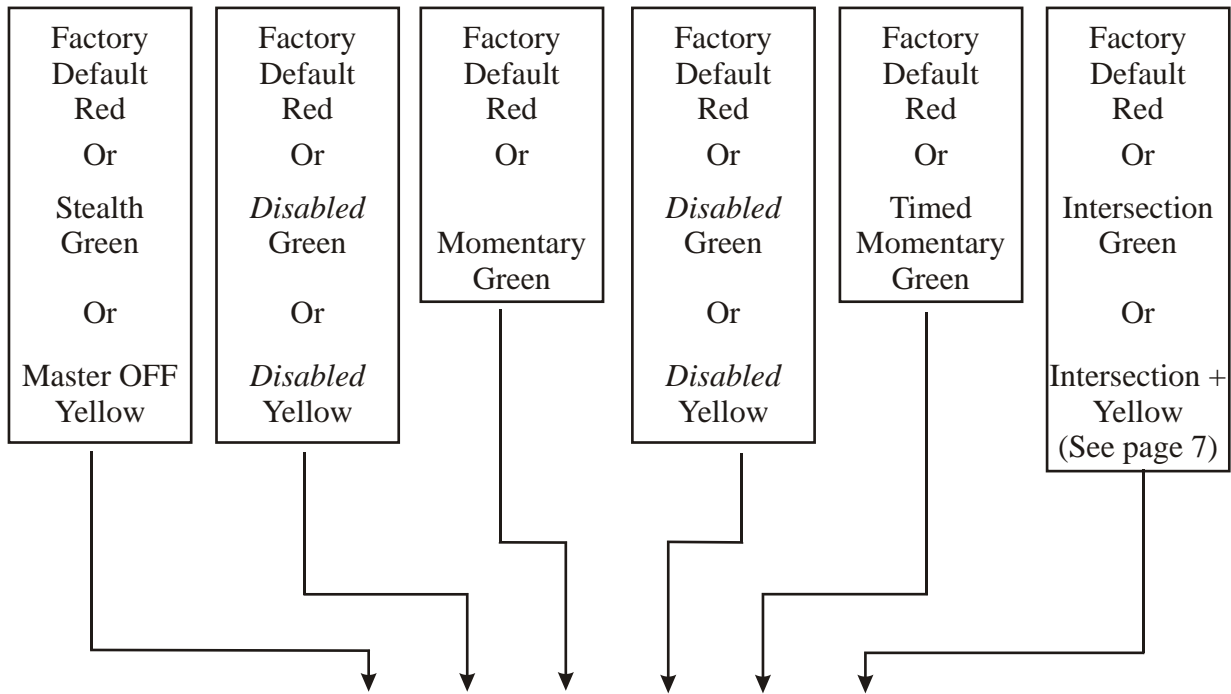 Factory
Default
Red
Or
Stealth
Green
Or
Master OFF
Yellow
Factory
Default
Red
Or
Disabled
Green
Or
Disabled
Yellow
Factory
Default
Red
Or
Momentary
Green
Factory
Default
Red
Or
Disabled
Green
Or
Disabled
Yellow
Factory
Default
Red
Or
Timed
Momentary
Green
Factory
Default
Red
Or
Intersection
Green
Or
Intersection +
Yellow
(See page 7)